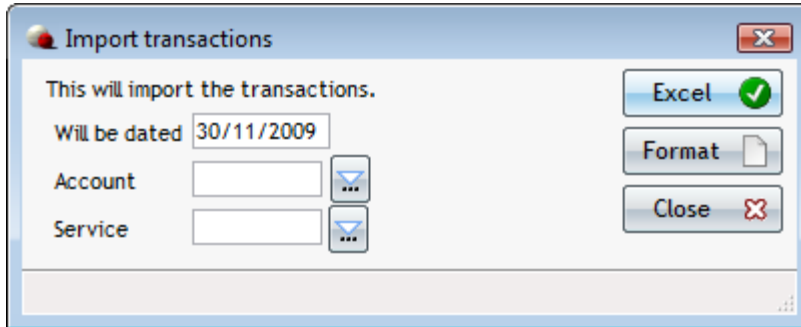 Import transactions
This will import the transactions.
Will be dated 30/11/2009
Account
Service
Excel
Format
Close